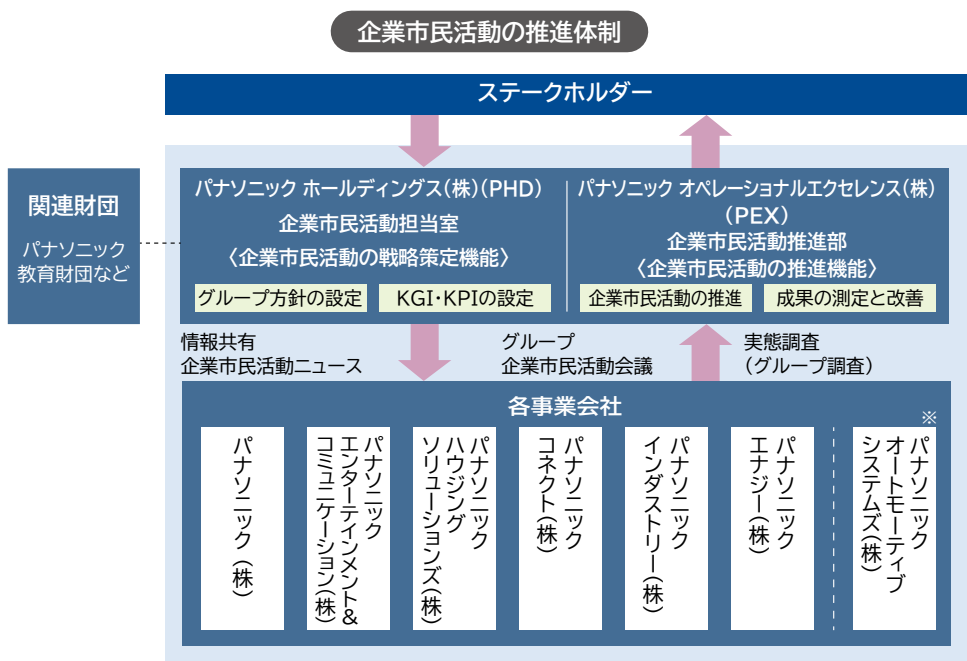 企業市民活動の推進体制
ステークホルダー
関連財団
パナソニック
教育財団など
パナソニック ホールディングス(株)(PHD)
企業市民活動担当室
〈企業市民活動の戦略策定機能〉
グループ方針の設定
KGI・KPIの設定
パナソニック オペレーショナルエクセレンス(株)
(PEX)
企業市民活動推進部
〈企業市民活動の推進機能〉
企業市民活動の推進
成果の測定と改善
情報共有
企業市民活動ニュース
グループ
企業市民活動会議
実態調査
(グループ調査)
各事業会社
パナソニック(株)
パナソニック
エンターテインメント&
コミュニケーション(株)
パナソニック
ハウジング
ソリューションズ(株)
パナソニック
コネクト(株)
パナソニック
インダストリー(株)
パナソニック
エナジー(株)
※
パナソニック
オートモーティブ
システムズ(株)